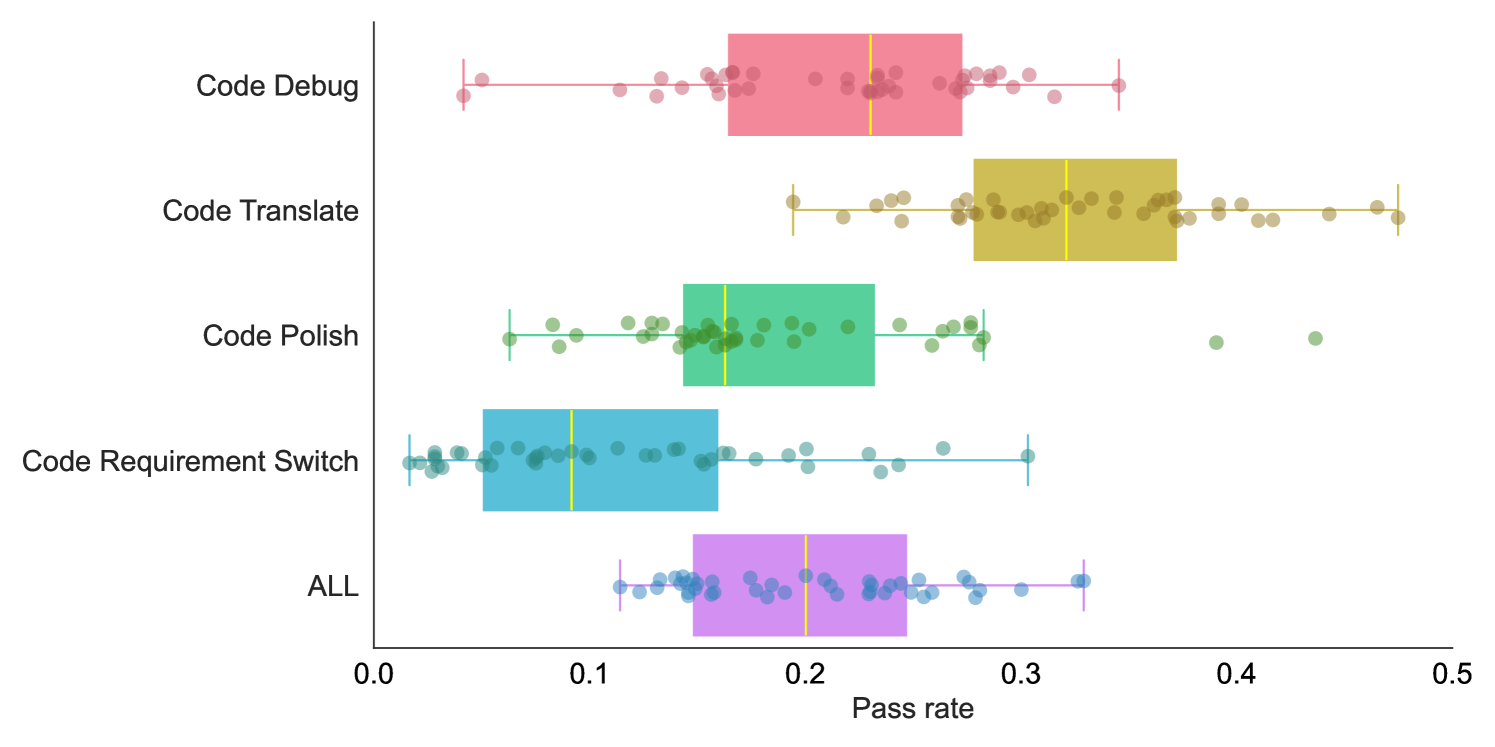 Code Debug
Code Translate
Code Polish
Code Requirement Switch
ALL
0.0 0.1 0.2 0.3 0.4 0.5
Pass rate